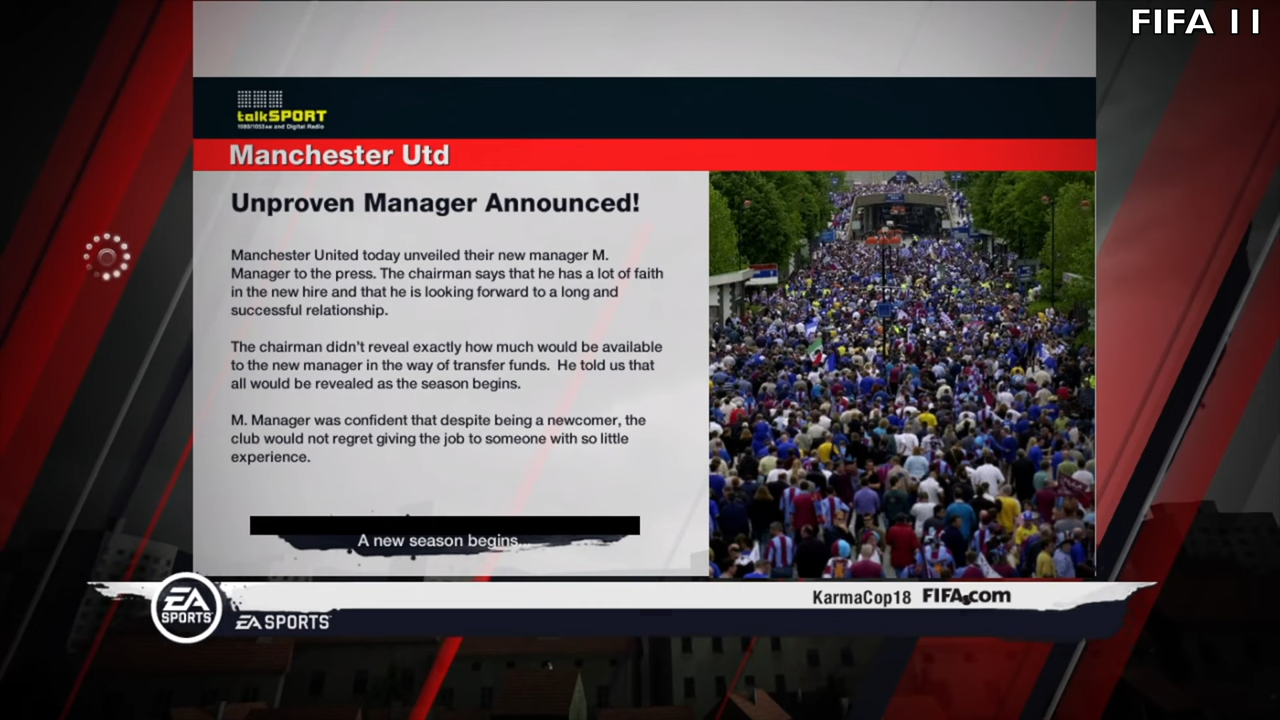 FIFA 11
talkSPORT
1089/1053AM and Digital Radio
Manchester Utd
Unproven Manager Announced!
Manchester United today unveiled their new manager M.
Manager to the press. The chairman says that he has a lot of faith
in the new hire and that he is looking forward to a long and
successful relationship.
The chairman didn't reveal exactly how much would be available
to the new manager in the way of transfer funds.  He told us that
all would be revealed as the season begins.
M. Manager was confident that despite being a newcomer, the
club would not regret giving the job to someone with so little
experience.
A new season begins...
KarmaCop18 FIFA.com
EA
SPORTS
EA SPORTS